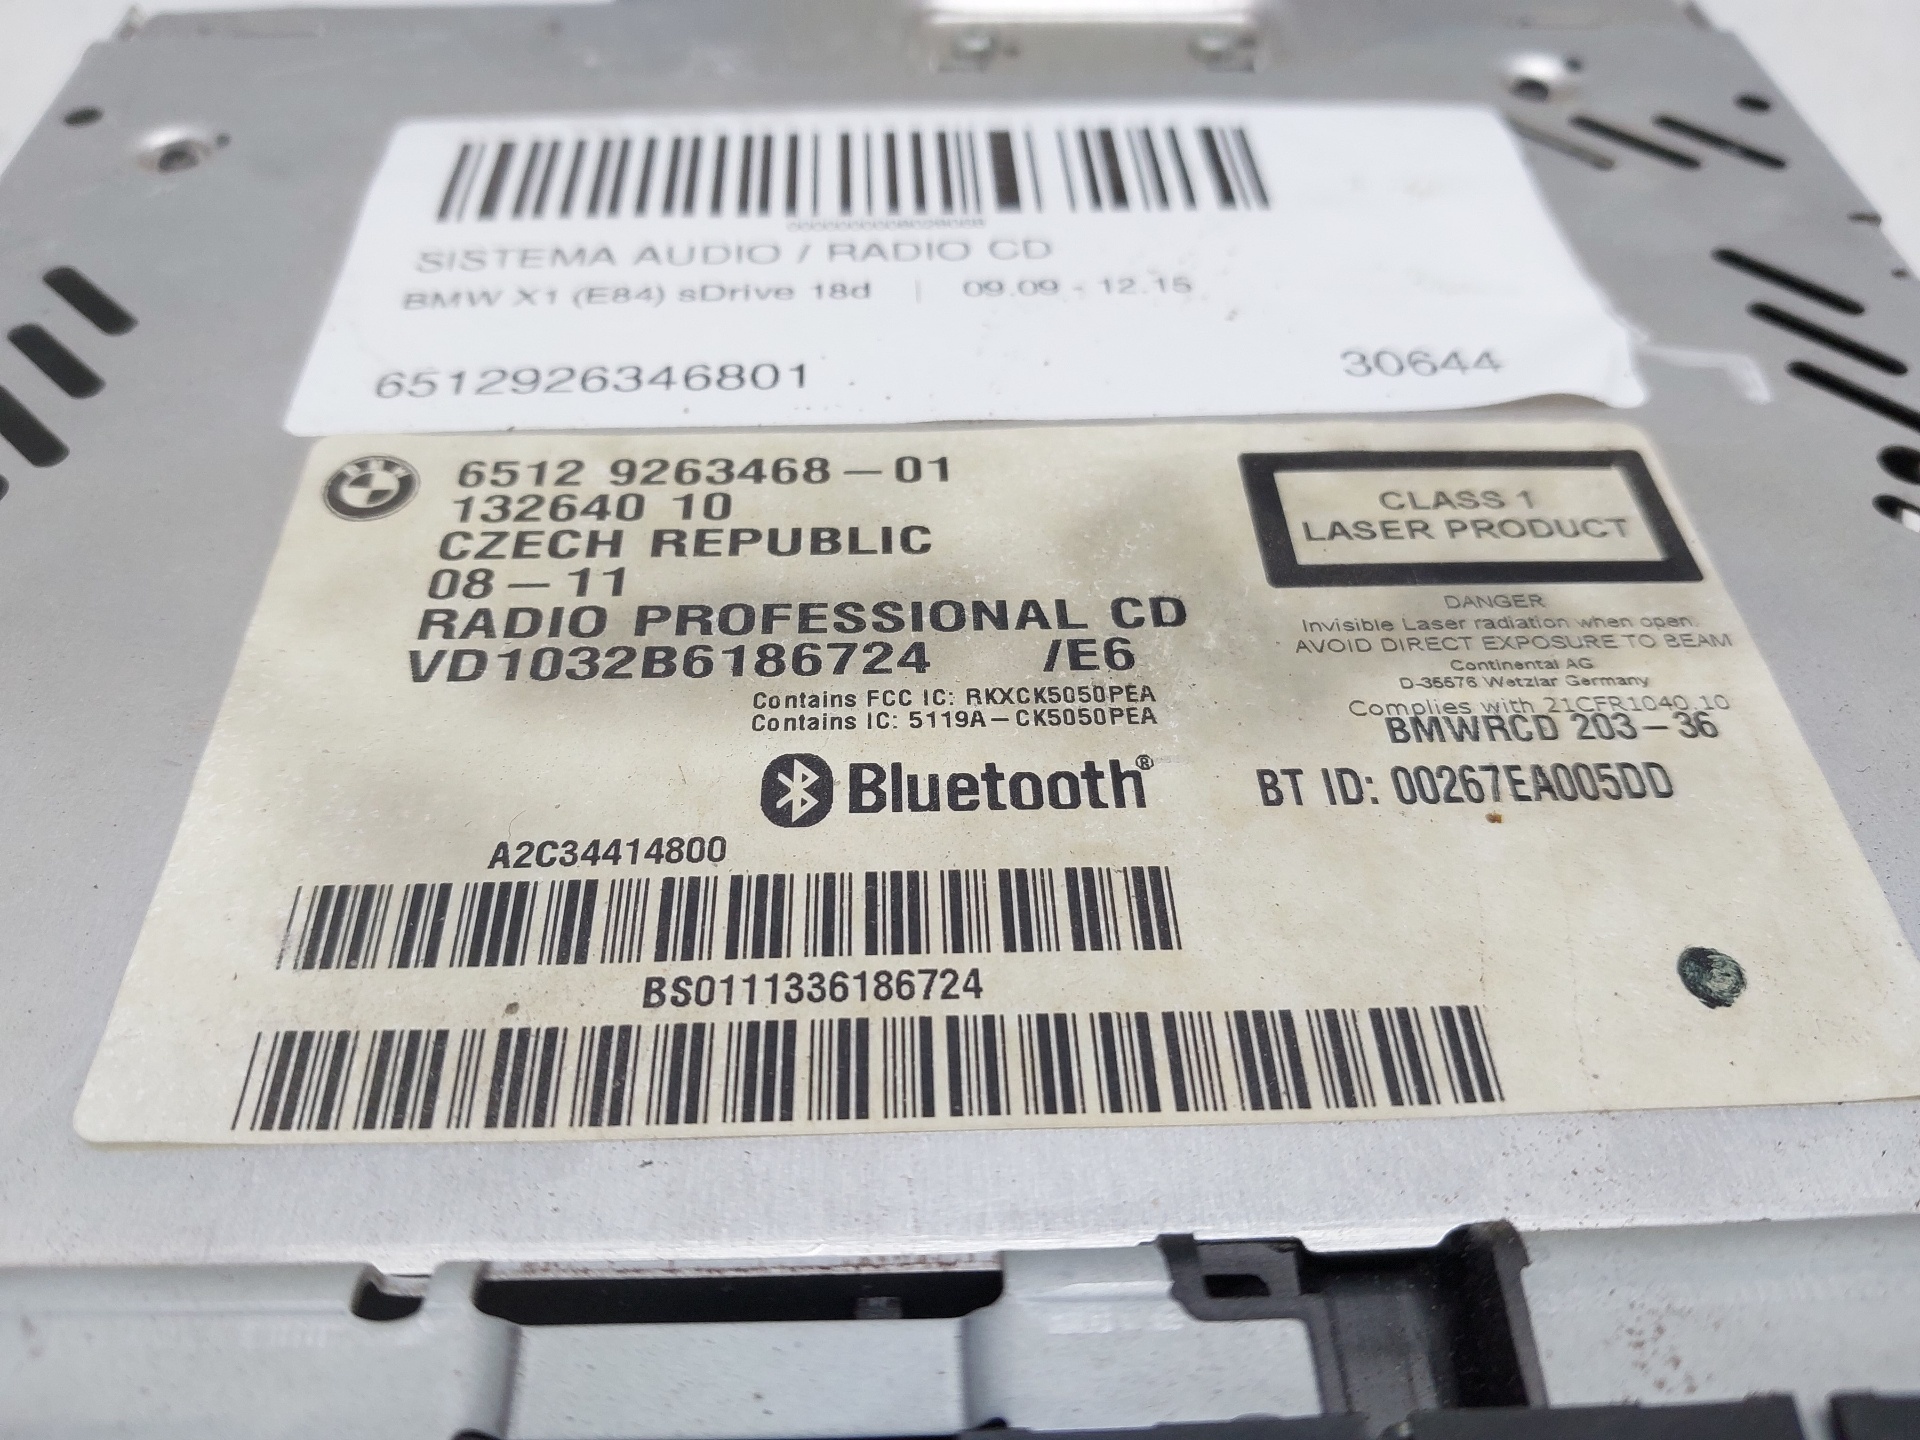 SISTEMA AUDIO / RADIO CD
BMW X1 (E84) sDrive 18d | 09.09 - 12.15
6512926346801 30644
65129 9263468-01
132640 10
CZECH REPUBLIC
08-11
RADIO PROFESSIONAL CD
VD1032B6186724 /E6
Contains FCC IC: RKXCK5050PEA
Contains IC: 5119A-CK5050PEA
CLASS 1
LASER PRODUCT
DANGER
Invisible Laser radiation when open.
AVOID DIRECT EXPOSURE TO BEAM
Continental AG
D-35576 Wetzlar Germany
Complies with 21CFR1040.10
BMWRCD 203-36
Bluetooth®
BT ID: 00267EA005DD
A2C34414800
BS0111336186724